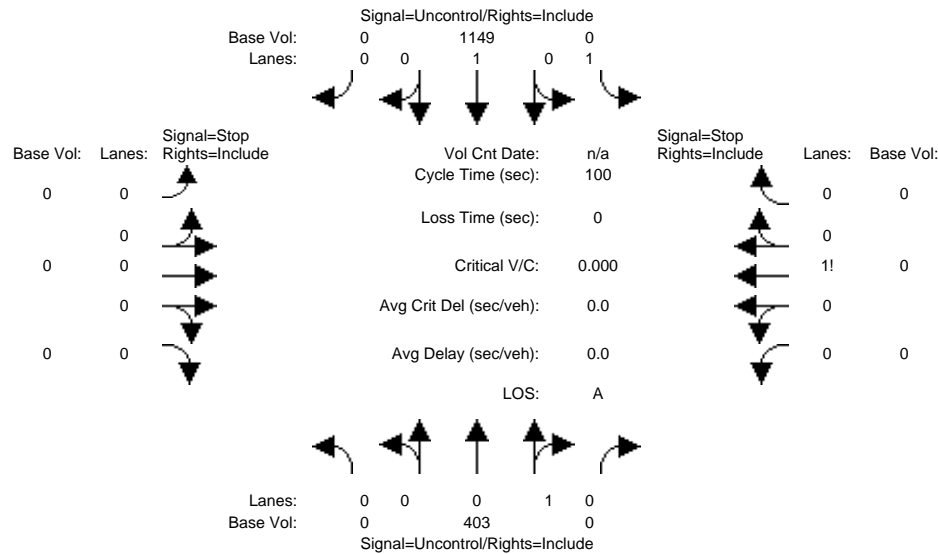 Signal=Uncontrol/Rights=Include
Base Vol: 0 1149 0
Lanes: 0 0 1 0 1
Signal=Stop Signal=Stop
Base Vol: Lanes: Rights=Include Vol Cnt Date: n/a Rights=Include Lanes: Base Vol:
Cycle Time (sec): 100
0 0 0 0
Loss Time (sec): 0
0 0
0 0 Critical V/C: 0.000 1! 0
0 Avg Crit Del (sec/veh): 0.0 0
0 0 Avg Delay (sec/veh): 0.0 0 0
LOS: A
Lanes: 0 0 0 1 0
Base Vol: 0 403 0
Signal=Uncontrol/Rights=Include